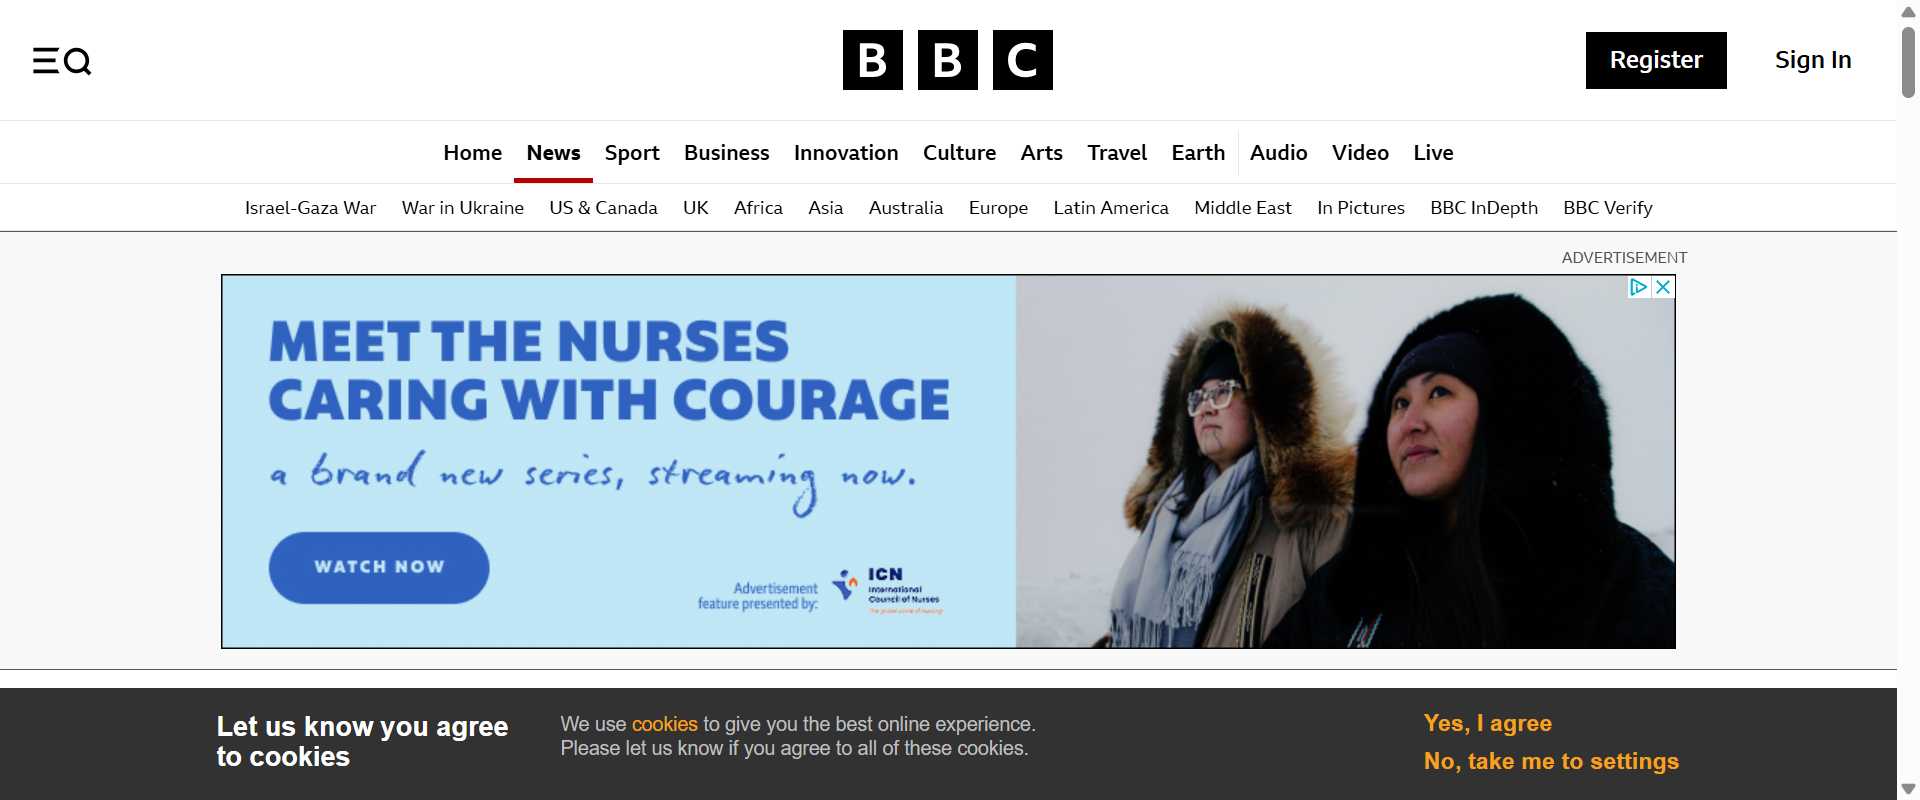 BBC
Register
Sign In
Home News Sport Business Innovation Culture Arts Travel Earth Audio Video Live
Israel-Gaza War War in Ukraine US & Canada UK Africa Asia Australia Europe Latin America Middle East In Pictures BBC InDepth BBC Verify
ADVERTISEMENT
MEET THE NURSES
CARING WITH COURAGE
a brand new series, streaming now.
WATCH NOW
Advertisement
feature presented by:
ICN
International
Council of Nurses
The global voice of nursing
Let us know you agree
to cookies
We use cookies to give you the best online experience.
Please let us know if you agree to all of these cookies.
Yes, I agree
No, take me to settings